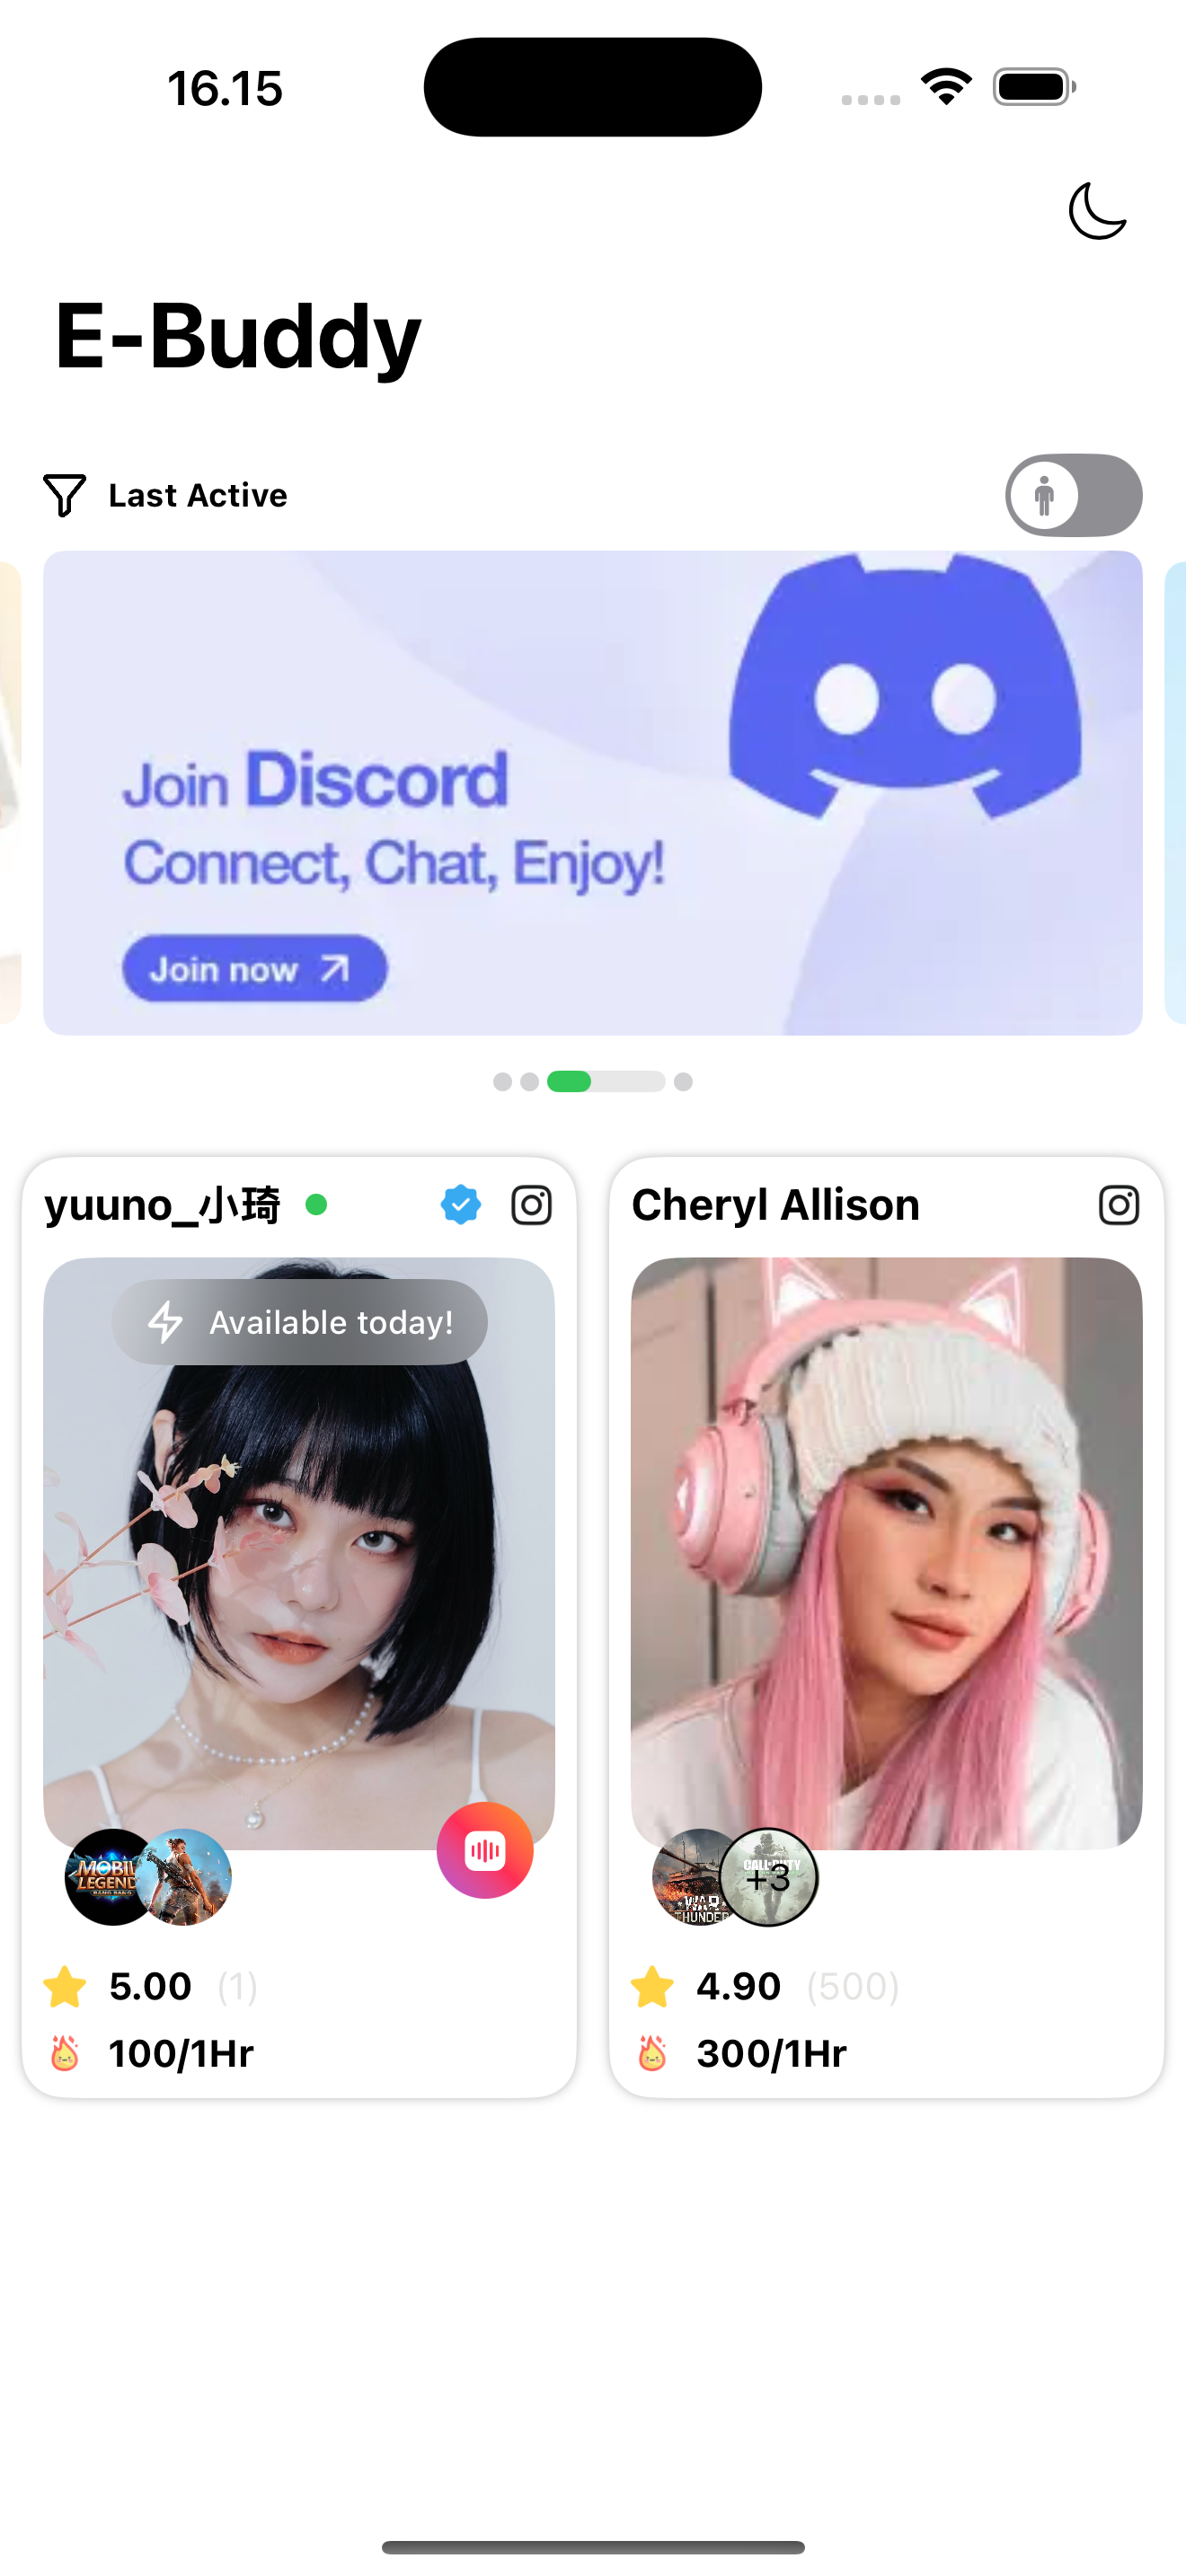 16.15
E-Buddy
Last Active
Join Discord
Connect, Chat, Enjoy!
Join now
yuuno_小琦
Cheryl Allison
Available today!
MOBILE
LEGENDS
BANG BANG
WAR
THUNDER
CALL OF DUTY
+3
5.00 (1)
4.90 (500)
100/1Hr
300/1Hr